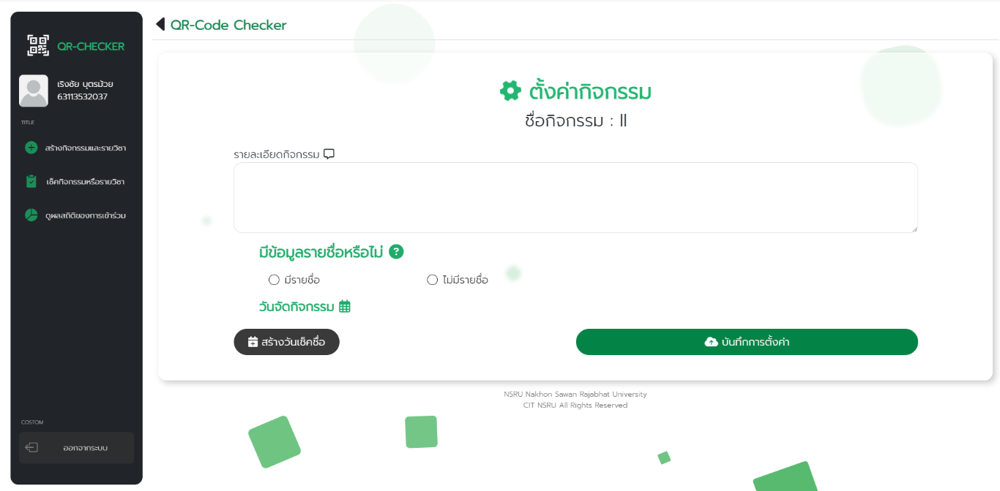 QR-Code Checker
QR-CHECKER
เริงชัย บุตรม้วย
63113532037
TITLE
สร้างกิจกรรมและรายวิชา
เช็คกิจกรรมหรือรายวิชา
ดูผลสถิติของการเข้าร่วม
COSTOM
ออกจากระบบ
ตั้งค่ากิจกรรม
ชื่อกิจกรรม : ll
รายละเอียดกิจกรรม
มีข้อมูลรายชื่อหรือไม่
มีรายชื่อ
ไม่มีรายชื่อ
วันจัดกิจกรรม
สร้างวันเช็คชื่อ
บันทึกการตั้งค่า
NSRU Nakhon Sawan Rajabhat University
CIT NSRU All Rights Reserved